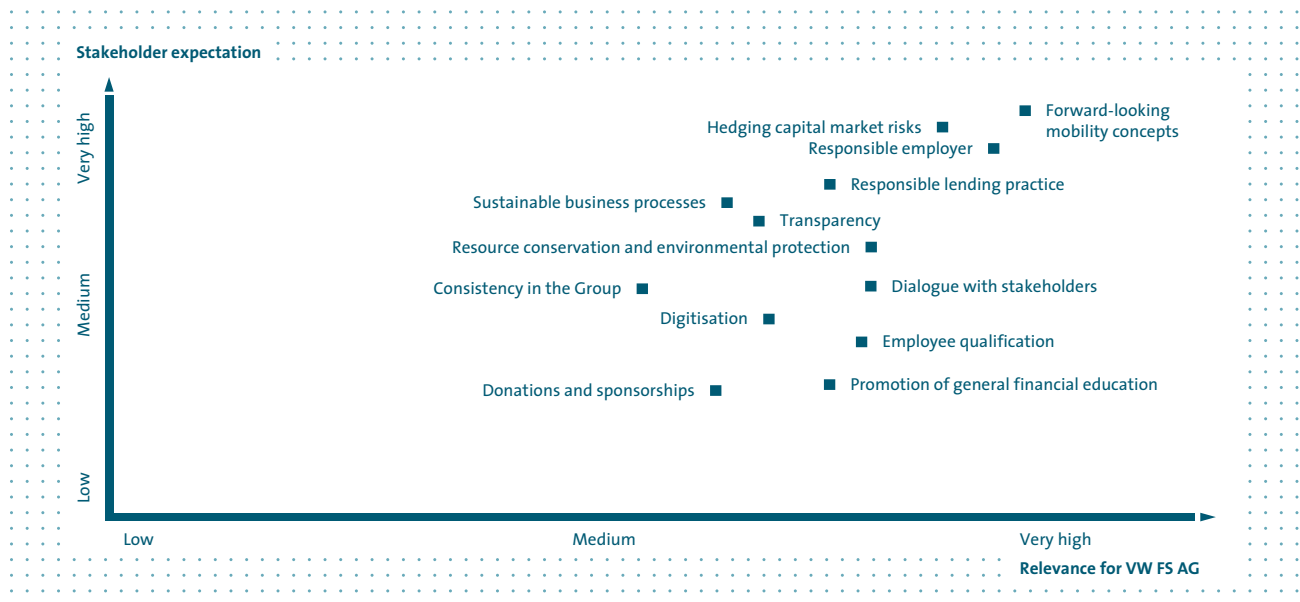 Stakeholder expectation
Very high
Medium
Low
Forward-looking
mobility concepts
Hedging capital market risks
Responsible employer
Responsible lending practice
Sustainable business processes
Transparency
Resource conservation and environmental protection
Consistency in the Group
Dialogue with stakeholders
Digitisation
Employee qualification
Donations and sponsorships
Promotion of general financial education
Low
Medium
Very high
Relevance for VW FS AG